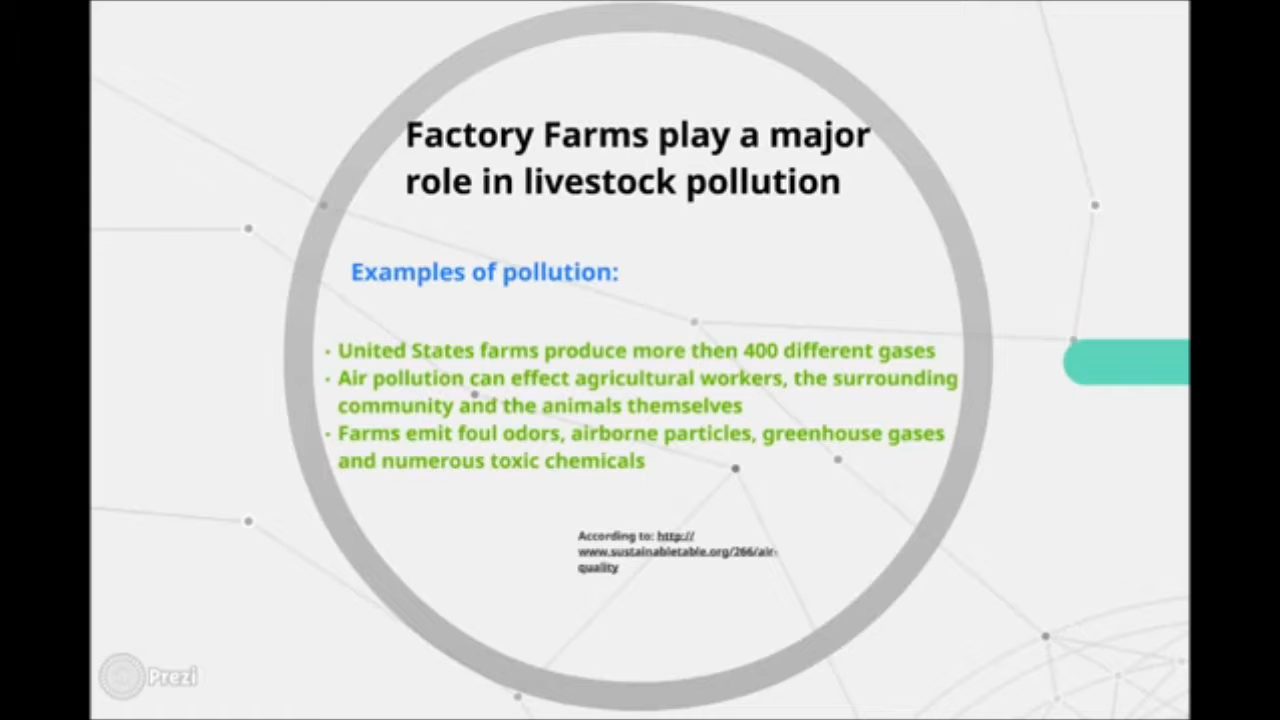 Factory Farms play a major
role in livestock pollution
Examples of pollution:
· United States farms produce more then 400 different gases
· Air pollution can effect agricultural workers, the surrounding
community and the animals themselves
· Farms emit foul odors, airborne particles, greenhouse gases
and numerous toxic chemicals
According to: http://
www.sustainabletable.org/266/air-
quality
Prezi